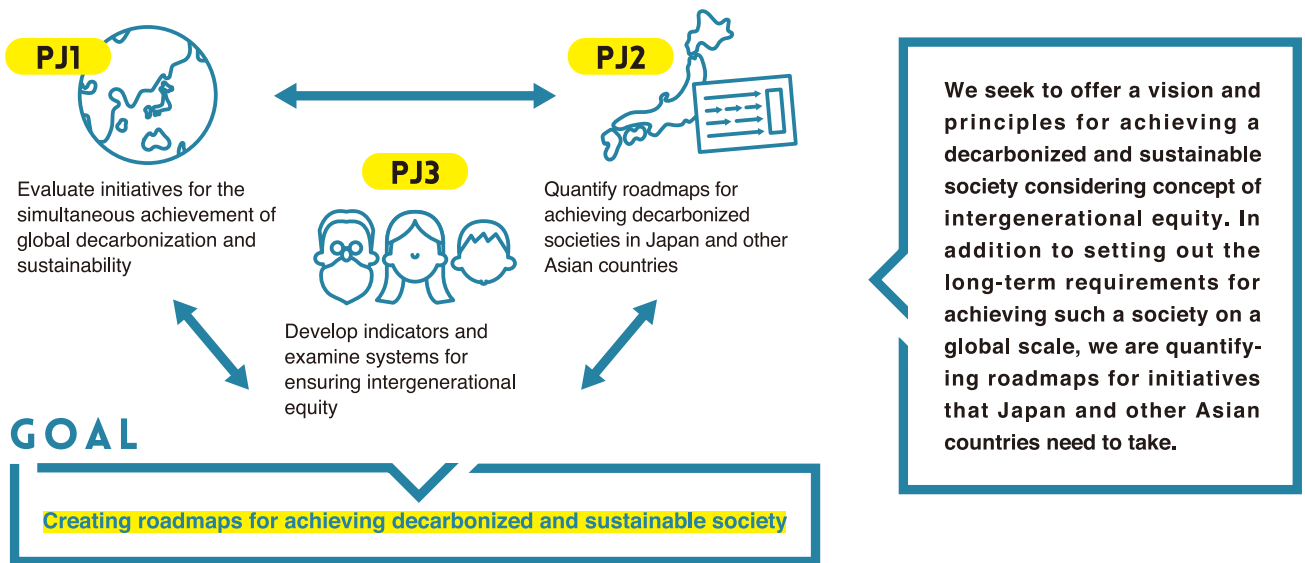 PJ1
Evaluate initiatives for the
simultaneous achievement of
global decarbonization and
sustainability
PJ2
Quantify roadmaps for
achieving decarbonized
societies in Japan and other
Asian countries
PJ3
Develop indicators and
examine systems for
ensuring intergenerational
equity
GOAL
Creating roadmaps for achieving decarbonized and sustainable society
We seek to offer a vision and
principles for achieving a
decarbonized and sustainable
society considering concept of
intergenerational equity. In
addition to setting out the
long-term requirements for
achieving such a society on a
global scale, we are quantify-
ing roadmaps for initiatives
that Japan and other Asian
countries need to take.